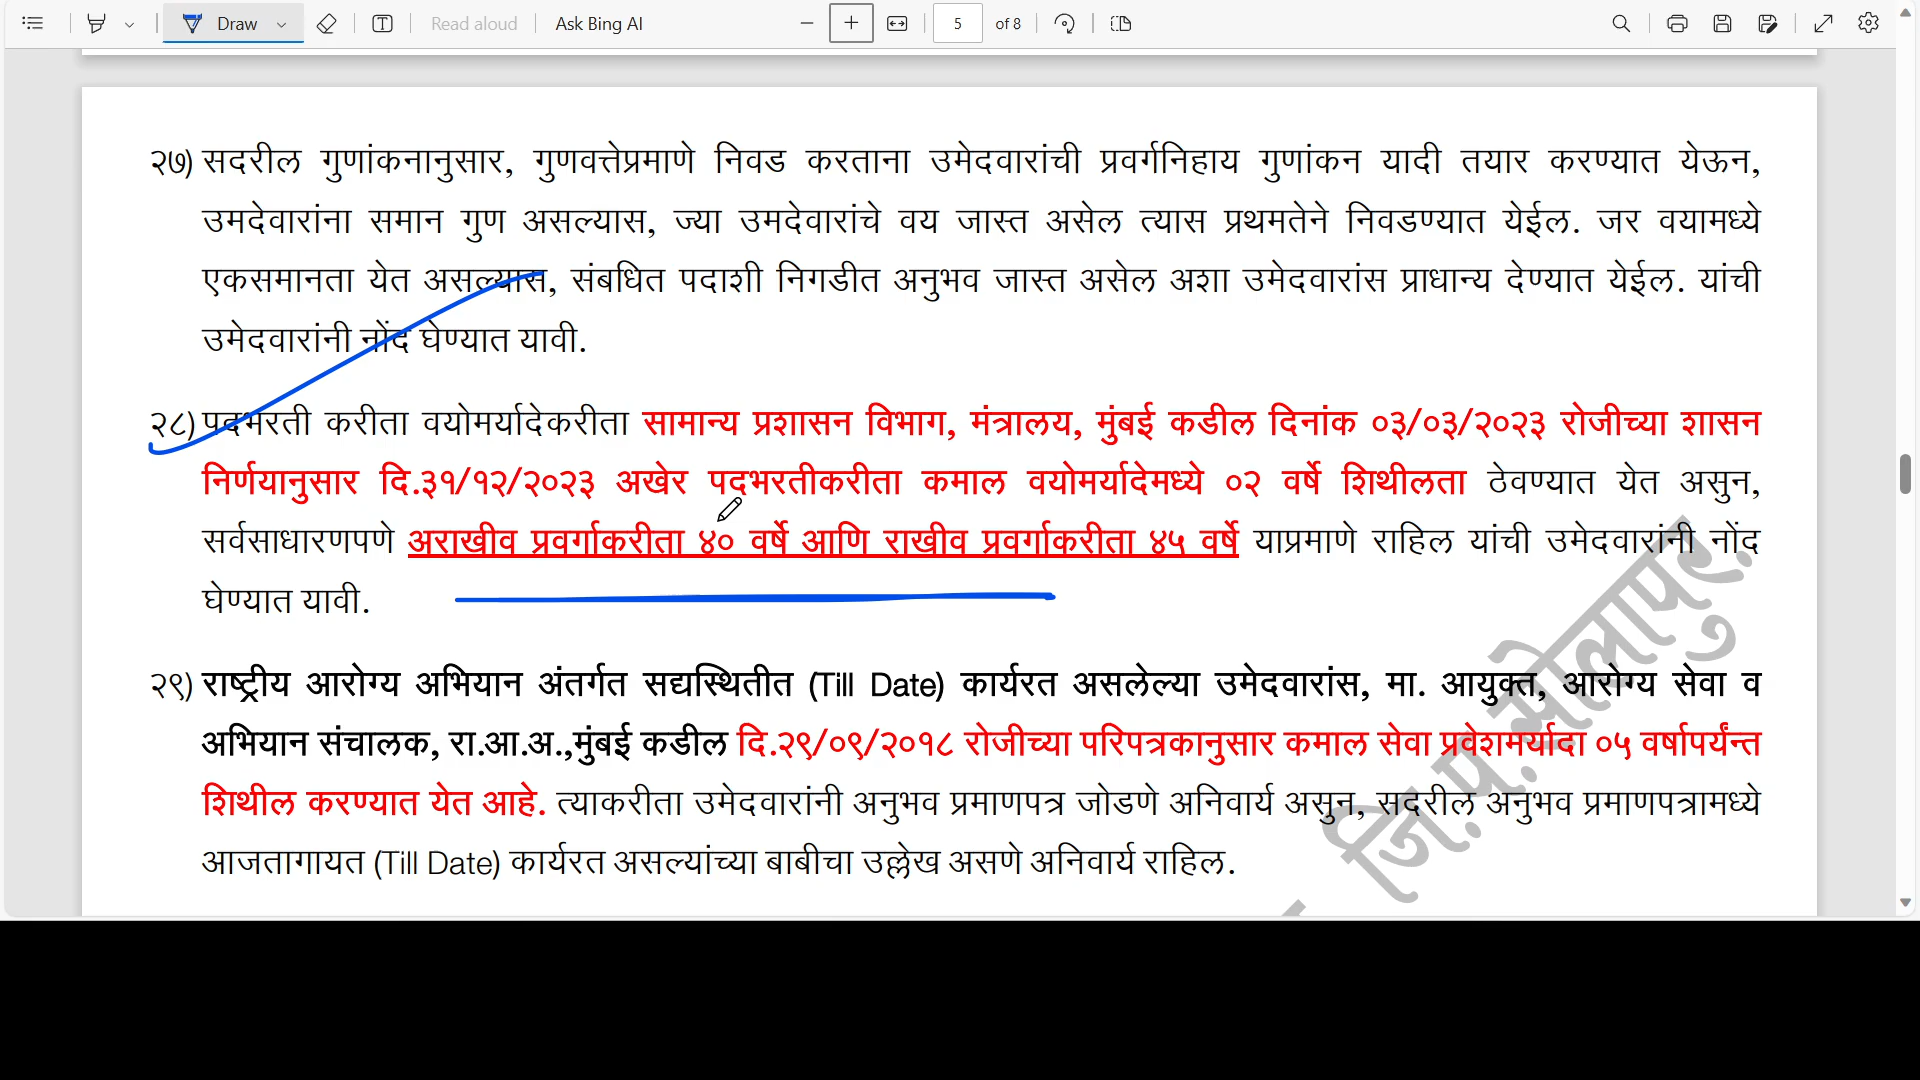 Draw
Read aloud
Ask Bing AI
5
of 8
२७) सदरील गुणांकनानुसार, गुणवत्तेप्रमाणे निवड करताना उमेदवारांची प्रवर्गनिहाय गुणांकन यादी तयार करण्यात येऊन,
उमदेवारांना समान गुण असल्यास, ज्या उमदेवारांचे वय जास्त असेल त्यास प्रथमतेने निवडण्यात येईल. जर वयामध्ये
एकसमानता येत असल्यास, संबधित पदाशी निगडीत अनुभव जास्त असेल अशा उमेदवारांस प्राधान्य देण्यात येईल. यांची
उमेदवारांनी नोंद घेण्यात यावी.
२८) पदभरती करीता वयोमर्यादेकरीता सामान्य प्रशासन विभाग, मंत्रालय, मुंबई कडील दिनांक ०३/०३/२०२३ रोजीच्या शासन
निर्णयानुसार दि.३१/१२/२०२३ अखेर पदभरतीकरीता कमाल वयोमर्यादेमध्ये ०२ वर्षे शिथीलता ठेवण्यात येत असुन,
सर्वसाधारणपणे अराखीव प्रवर्गाकरीता ४० वर्षे आणि राखीव प्रवर्गाकरीता ४५ वर्षे याप्रमाणे राहिल यांची उमेदवारांनी नोंद
घेण्यात यावी.
२९) राष्ट्रीय आरोग्य अभियान अंतर्गत सद्यस्थितीत (Till Date) कार्यरत असलेल्या उमेदवारांस, मा. आयुक्त, आरोग्य सेवा व
अभियान संचालक, रा.आ.अ.,मुंबई कडील दि.२९/०९/२०१८ रोजीच्या परिपत्रकानुसार कमाल सेवा प्रवेशमर्यादा ०५ वर्षापर्यंन्त
शिथील करण्यात येत आहे. त्याकरीता उमेदवारांनी अनुभव प्रमाणपत्र जोडणे अनिवार्य असुन, सदरील अनुभव प्रमाणपत्रामध्ये
आजतागायत (Till Date) कार्यरत असल्यांच्या बाबीचा उल्लेख असणे अनिवार्य राहिल.
जि.प.सोलापुर.